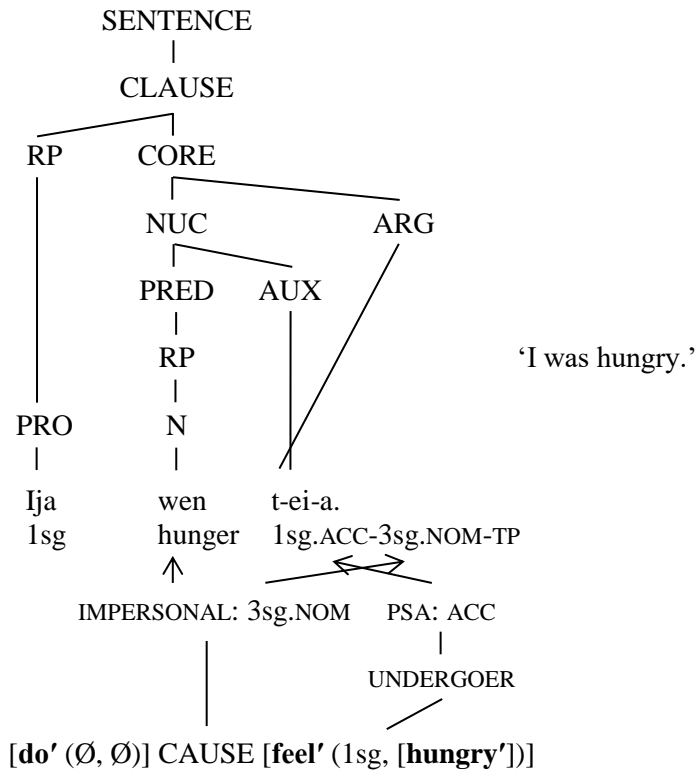 SENTENCE
CLAUSE
RP CORE
NUC ARG
PRED AUX
RP ‘I was hungry.’
PRO N
Ija wen t-ei-a.
1sg hunger 1sg.ACC-3sg.NOM-TP
IMPERSONAL: 3sg.NOM PSA: ACC
UNDERGOER
[do′ (Ø, Ø)] CAUSE [feel′ (1sg, [hungry′])]